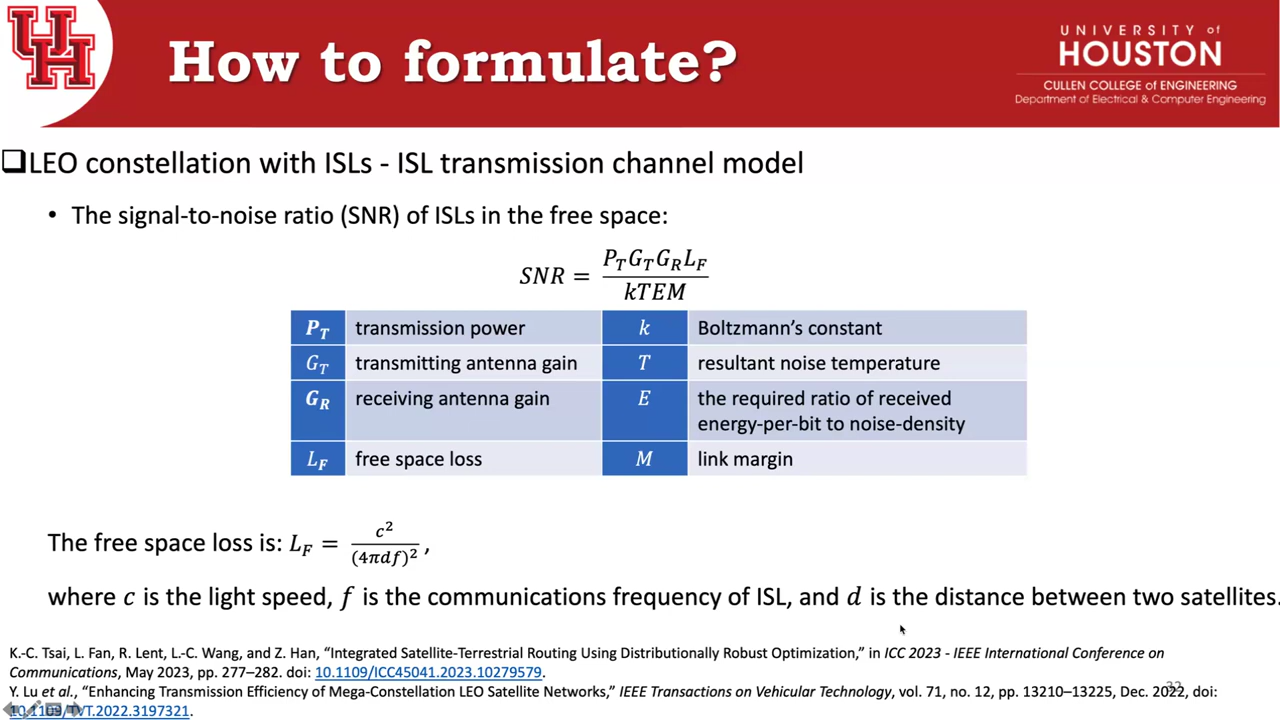 UH
How to formulate?
UNIVERSITY of
HOUSTON
CULLEN COLLEGE of ENGINEERING
Department of Electrical & Computer Engineering
❑LEO constellation with ISLs - ISL transmission channel model
• The signal-to-noise ratio (SNR) of ISLs in the free space:
SNR = P_T G_T G_R L_F / kTEM
P_T transmission power k Boltzmann's constant
G_T transmitting antenna gain T resultant noise temperature
G_R receiving antenna gain E the required ratio of received
energy-per-bit to noise-density
L_F free space loss M link margin
The free space loss is: L_F = c² / (4πdf)² ,
where c is the light speed, f is the communications frequency of ISL, and d is the distance between two satellites.
K.-C. Tsai, L. Fan, R. Lent, L.-C. Wang, and Z. Han, “Integrated Satellite-Terrestrial Routing Using Distributionally Robust Optimization,” in ICC 2023 - IEEE International Conference on
Communications, May 2023, pp. 277–282. doi: 10.1109/ICC45041.2023.10279579.
Y. Lu et al., “Enhancing Transmission Efficiency of Mega-Constellation LEO Satellite Networks,” IEEE Transactions on Vehicular Technology, vol. 71, no. 12, pp. 13210–13225, Dec. 2022, doi:
10.1109/TVT.2022.3197321.